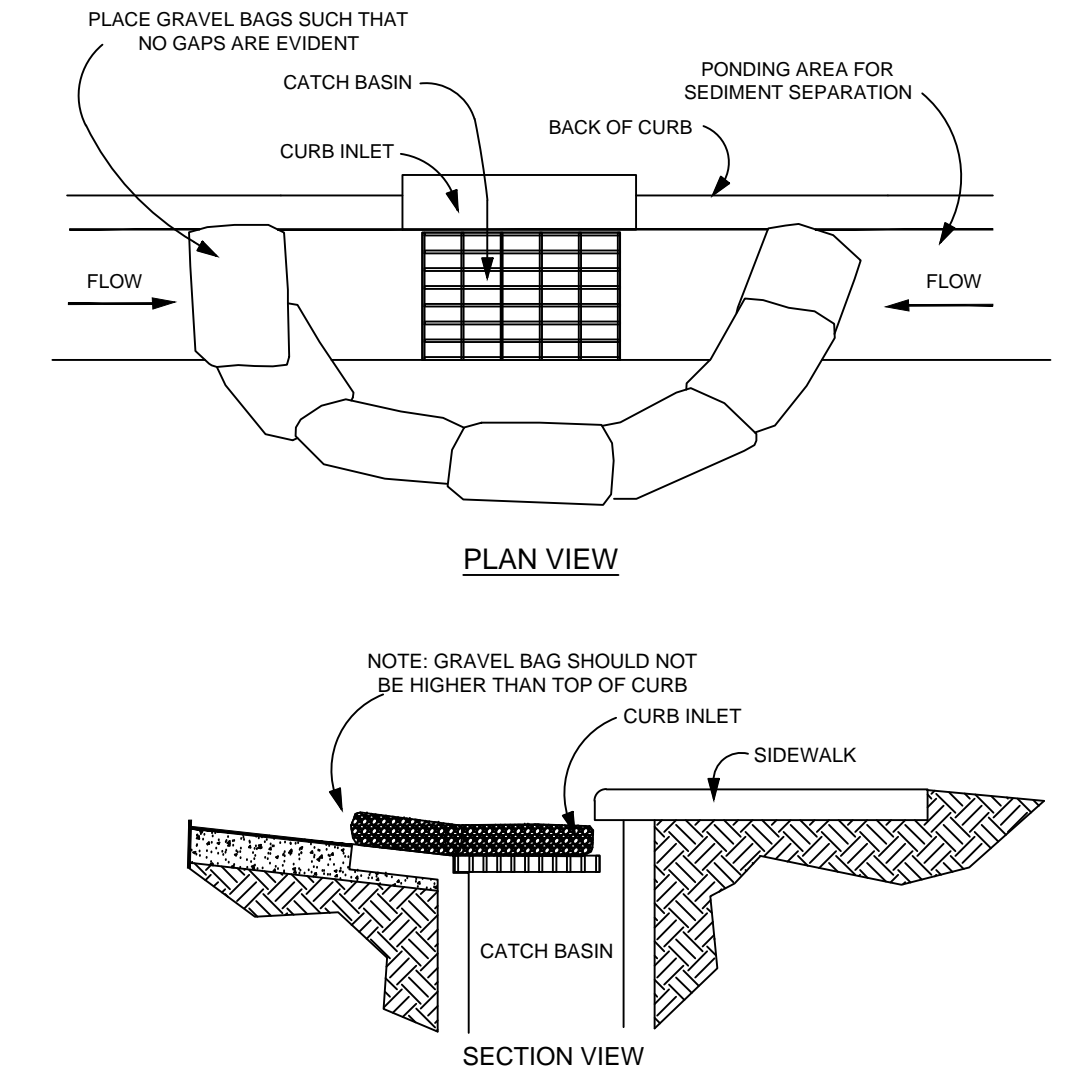 PLACE GRAVEL BAGS SUCH THAT
NO GAPS ARE EVIDENT
CATCH BASIN
PONDING AREA FOR
SEDIMENT SEPARATION
BACK OF CURB
CURB INLET
FLOW
FLOW
PLAN VIEW
NOTE: GRAVEL BAG SHOULD NOT
BE HIGHER THAN TOP OF CURB
CURB INLET
SIDEWALK
CATCH BASIN
SECTION VIEW